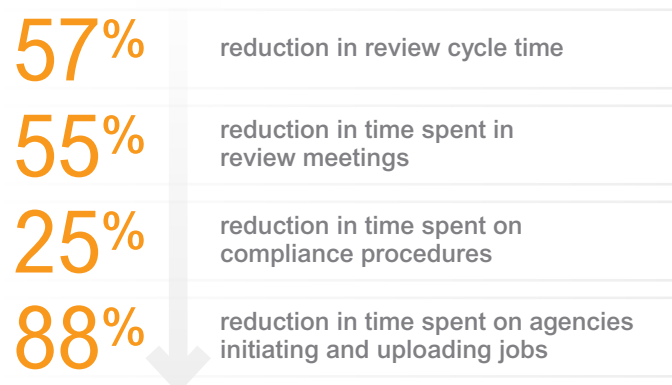 57% reduction in review cycle time
55% reduction in time spent in
review meetings
25% reduction in time spent on
compliance procedures
88% reduction in time spent on agencies
initiating and uploading jobs